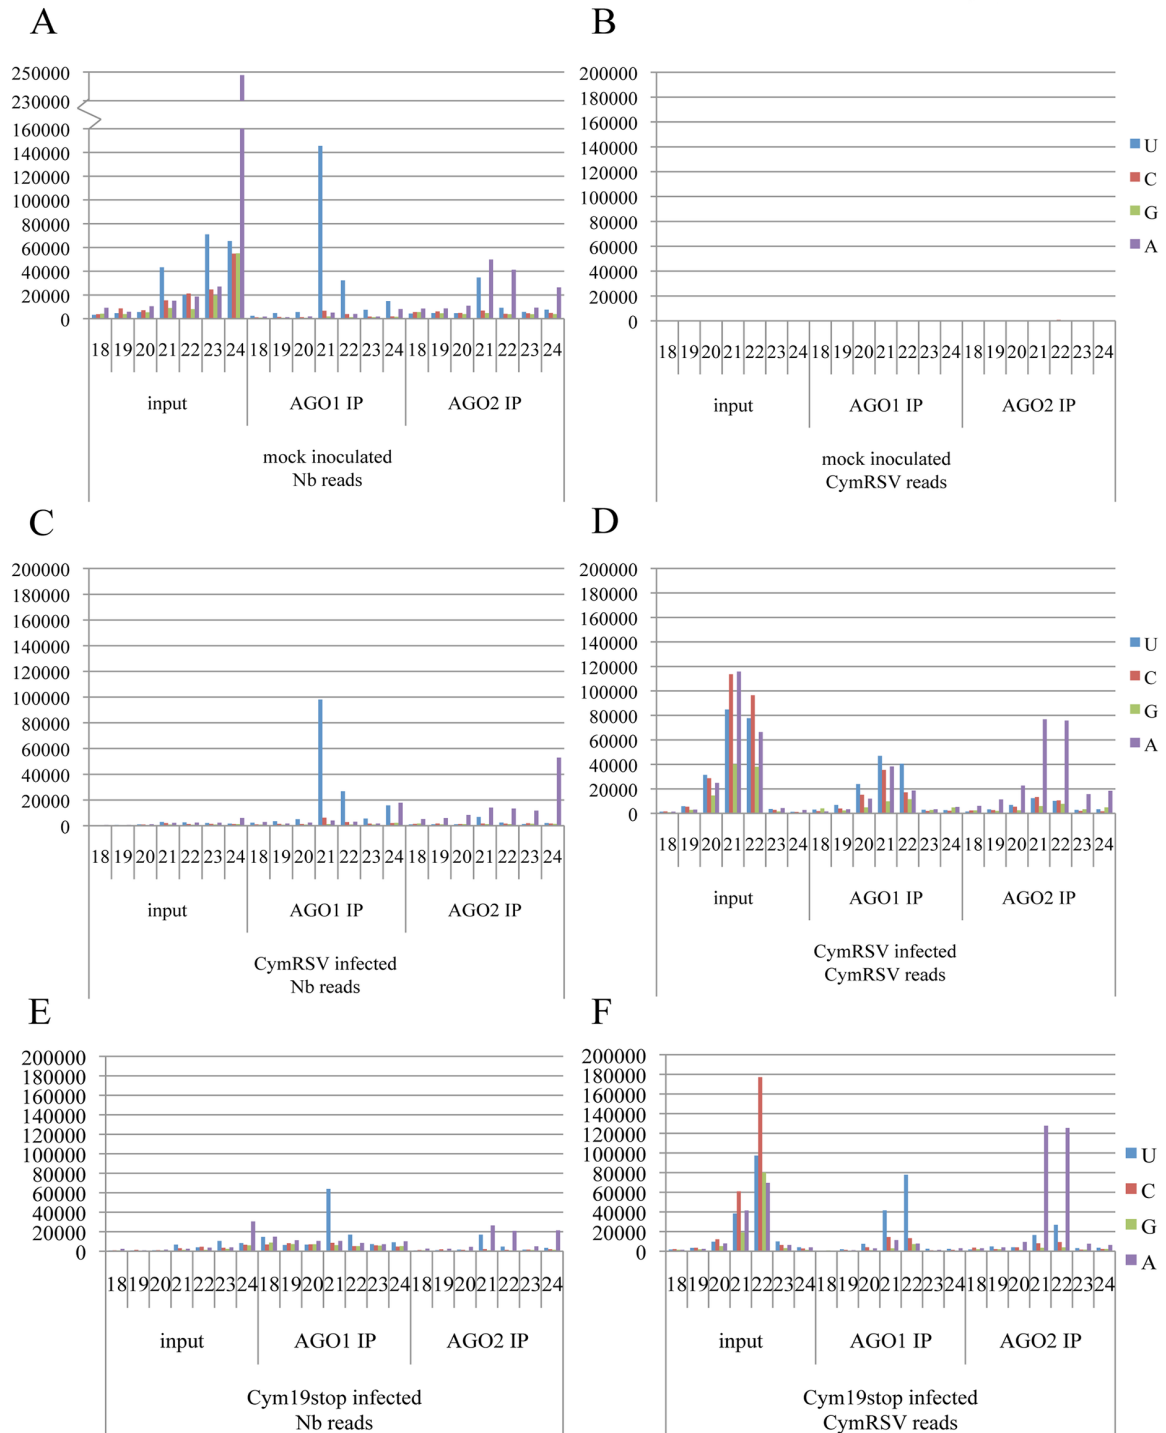 A
250000
230000
160000
140000
120000
100000
80000
60000
40000
20000
0
18 19 20 21 22 23 24 18 19 20 21 22 23 24 18 19 20 21 22 23 24
input AGO1 IP AGO2 IP
mock inoculated
Nb reads
B
200000
180000
160000
140000
120000
100000
80000
60000
40000
20000
0
18 19 20 21 22 23 24 18 19 20 21 22 23 24 18 19 20 21 22 23 24
input AGO1 IP AGO2 IP
mock inoculated
CymRSV reads
U
C
G
A
C
200000
180000
160000
140000
120000
100000
80000
60000
40000
20000
0
18 19 20 21 22 23 24 18 19 20 21 22 23 24 18 19 20 21 22 23 24
input AGO1 IP AGO2 IP
CymRSV infected
Nb reads
D
200000
180000
160000
140000
120000
100000
80000
60000
40000
20000
0
18 19 20 21 22 23 24 18 19 20 21 22 23 24 18 19 20 21 22 23 24
input AGO1 IP AGO2 IP
CymRSV infected
CymRSV reads
U
C
G
A
E
200000
180000
160000
140000
120000
100000
80000
60000
40000
20000
0
18 19 20 21 22 23 24 18 19 20 21 22 23 24 18 19 20 21 22 23 24
input AGO1 IP AGO2 IP
Cym19stop infected
Nb reads
F
200000
180000
160000
140000
120000
100000
80000
60000
40000
20000
0
18 19 20 21 22 23 24 18 19 20 21 22 23 24 18 19 20 21 22 23 24
input AGO1 IP AGO2 IP
Cym19stop infected
CymRSV reads
U
C
G
A